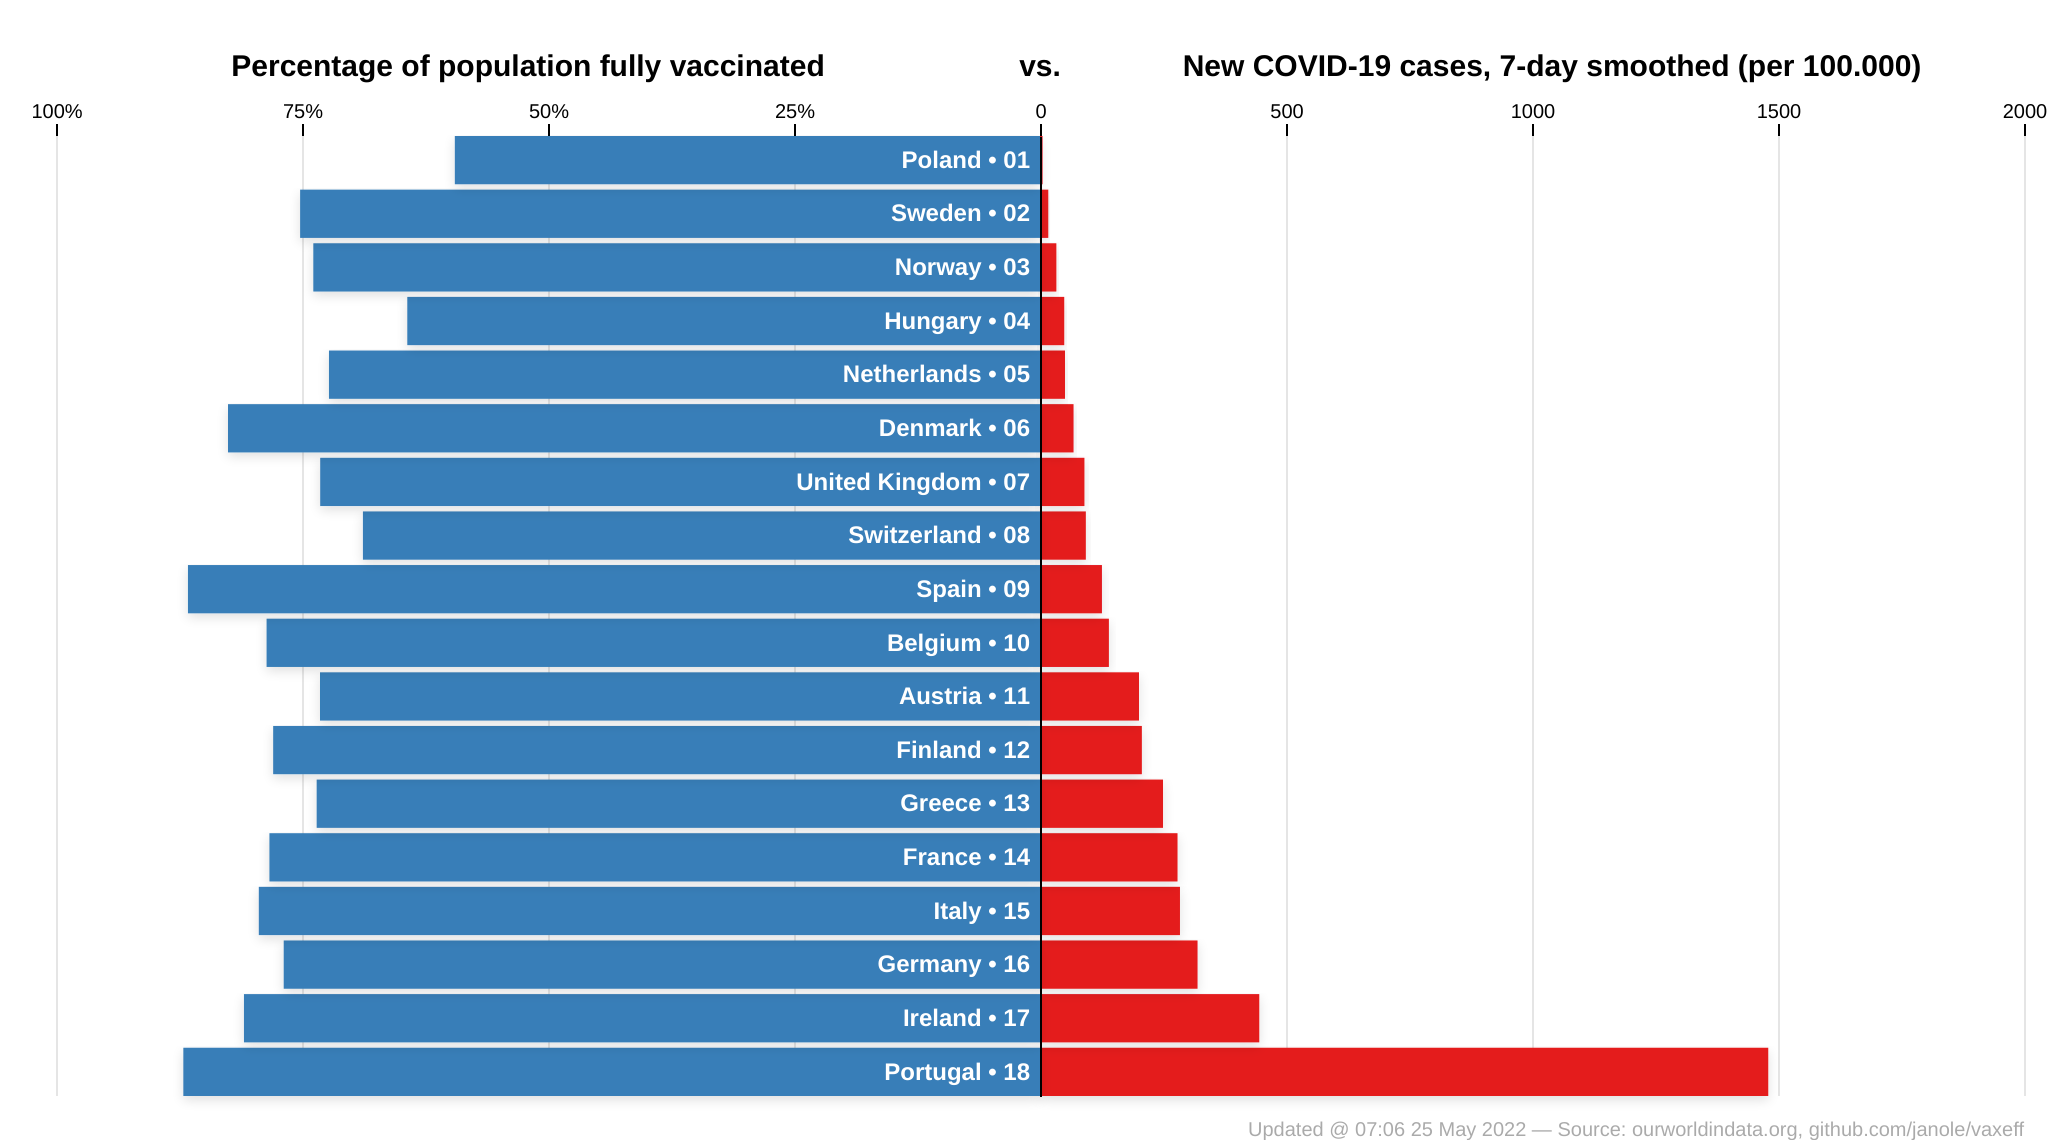 Percentage of population fully vaccinated vs. New COVID-19 cases, 7-day smoothed (per 100.000)
100% 75% 50% 25% 0 500 1000 1500 2000
Poland • 01
Sweden • 02
Norway • 03
Hungary • 04
Netherlands • 05
Denmark • 06
United Kingdom • 07
Switzerland • 08
Spain • 09
Belgium • 10
Austria • 11
Finland • 12
Greece • 13
France • 14
Italy • 15
Germany • 16
Ireland • 17
Portugal • 18
Updated @ 07:06 25 May 2022 — Source: ourworldindata.org, github.com/janole/vaxeff